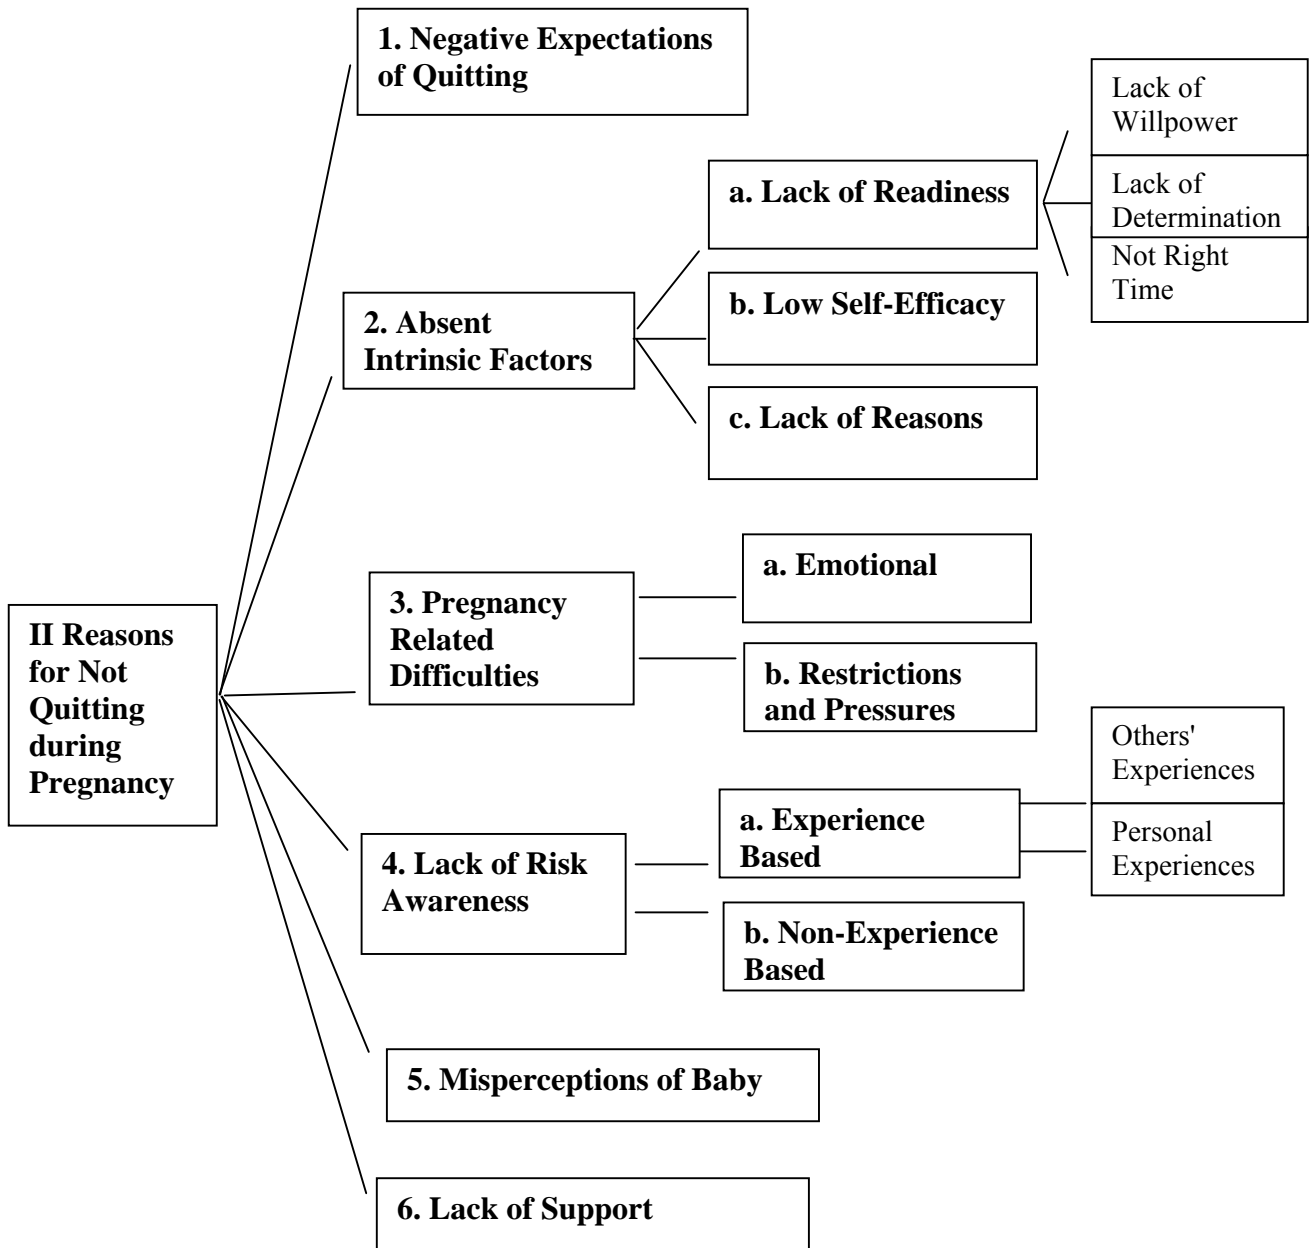 1. Negative Expectations
of Quitting
Lack of
Willpower
a. Lack of Readiness
Lack of
Determination
Not Right
Time
2. Absent
Intrinsic Factors
b. Low Self-Efficacy
c. Lack of Reasons
II Reasons
for Not
Quitting
during
Pregnancy
3. Pregnancy
Related
Difficulties
a. Emotional
b. Restrictions
and Pressures
4. Lack of Risk
Awareness
a. Experience
Based
Others'
Experiences
Personal
Experiences
b. Non-Experience
Based
5. Misperceptions of Baby
6. Lack of Support